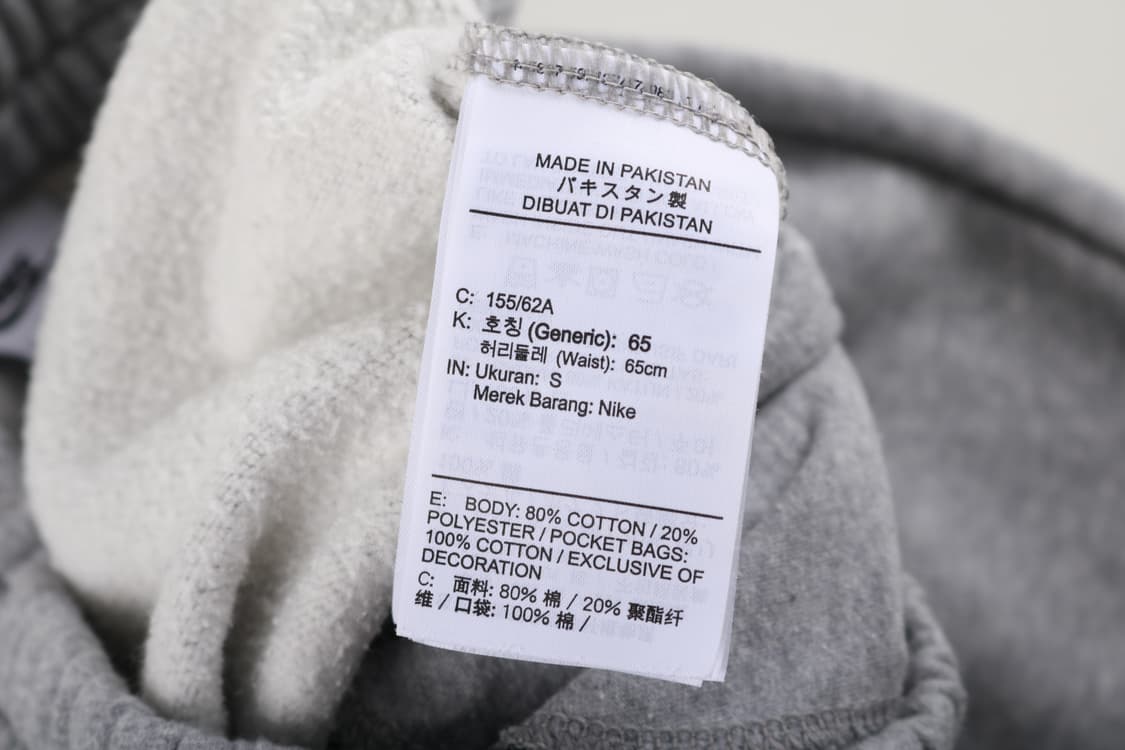 MADE IN PAKISTAN
パキスタン製
DIBUAT DI PAKISTAN
C: 155/62A
K: 호칭 (Generic): 65
허리둘레 (Waist): 65cm
IN: Ukuran: S
Merek Barang: Nike
E: BODY: 80% COTTON / 20%
POLYESTER / POCKET BAGS:
100% COTTON / EXCLUSIVE OF
DECORATION
C: 面料: 80% 棉 / 20% 聚酯纤
维 / 口袋: 100% 棉 /